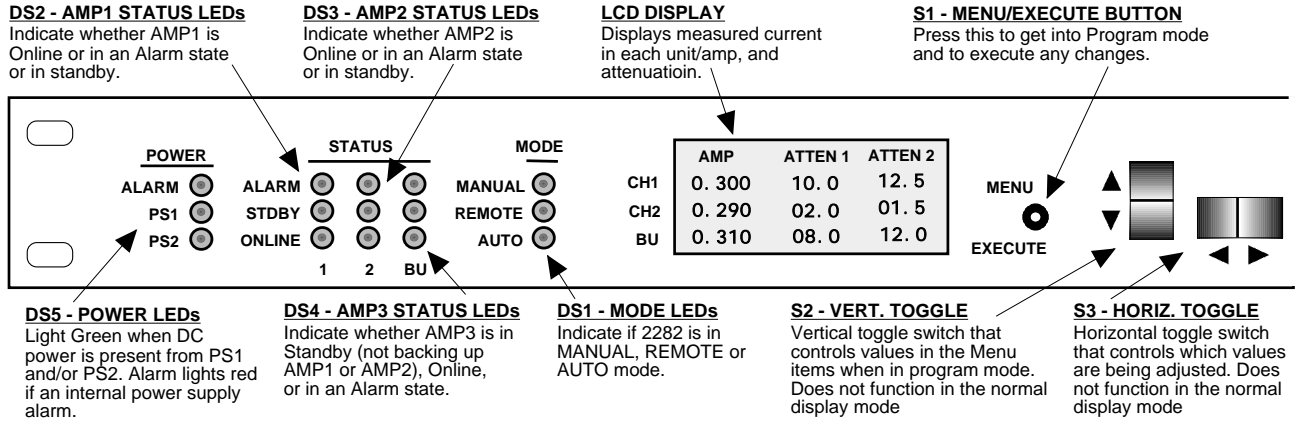 DS2 - AMP1 STATUS LEDs
Indicate whether AMP1 is
Online or in an Alarm state
or in standby.
DS3 - AMP2 STATUS LEDs
Indicate whether AMP2 is
Online or in an Alarm state
or in standby.
LCD DISPLAY
Displays measured current
in each unit/amp, and
attenuatioin.
S1 - MENU/EXECUTE BUTTON
Press this to get into Program mode
and to execute any changes.
POWER
ALARM
PS1
PS2
STATUS
ALARM
STDBY
ONLINE
1 2 BU
MODE
MANUAL
REMOTE
AUTO
AMP ATTEN 1 ATTEN 2
CH1 0.300 10.0 12.5
CH2 0.290 02.0 01.5
BU 0.310 08.0 12.0
MENU
EXECUTE
DS5 - POWER LEDs
Light Green when DC
power is present from PS1
and/or PS2. Alarm lights red
if an internal power supply
alarm.
DS4 - AMP3 STATUS LEDs
Indicate whether AMP3 is in
Standby (not backing up
AMP1 or AMP2), Online,
or in an Alarm state.
DS1 - MODE LEDs
Indicate if 2282 is in
MANUAL, REMOTE or
AUTO mode.
S2 - VERT. TOGGLE
Vertical toggle switch that
controls values in the Menu
items when in program mode.
Does not function in the normal
display mode
S3 - HORIZ. TOGGLE
Horizontal toggle switch
that controls which values
are being adjusted. Does
not function in the normal
display mode